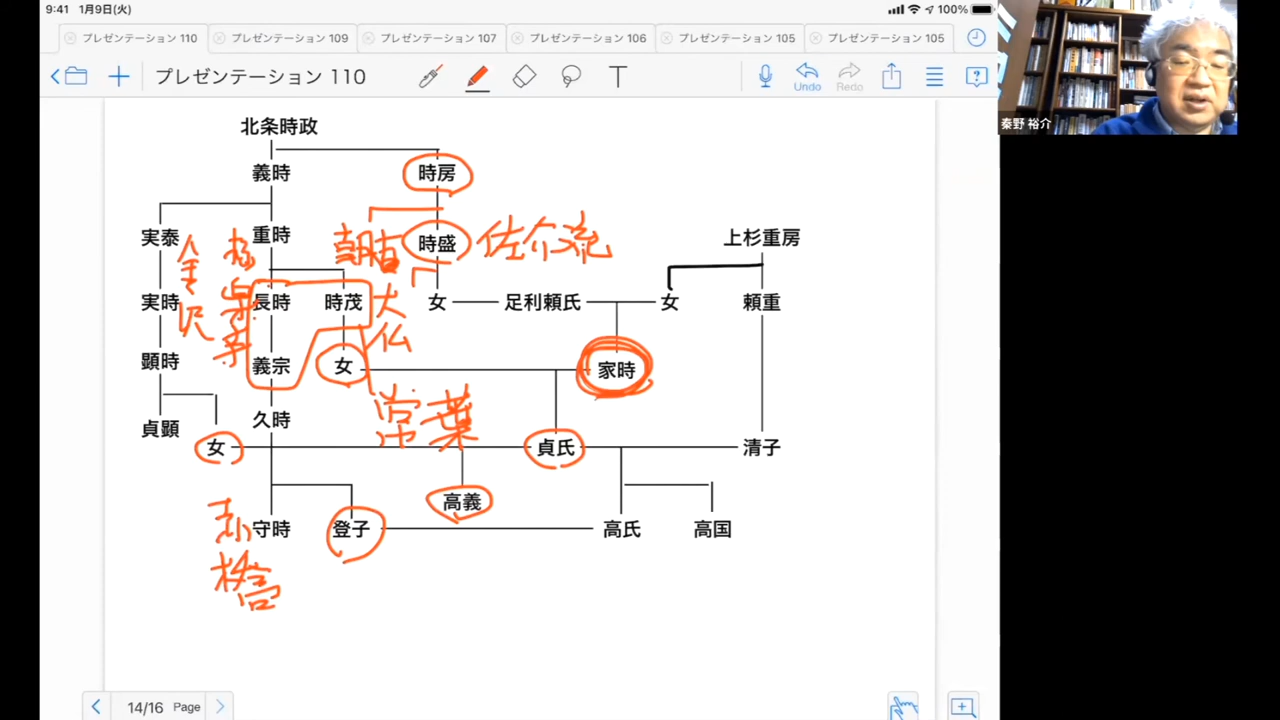 9:41 1月9日(火)
100%
プレゼンテーション 110
プレゼンテーション 109
プレゼンテーション 107
プレゼンテーション 106
プレゼンテーション 105
プレゼンテーション 105
プレゼンテーション 110
T
Undo
Redo
秦野 裕介
北条時政
義時
時房
実泰
重時
朝直
時盛
佐介流
上杉重房
金沢
極楽寺
実時
長時
時茂
大仏
女
足利頼氏
女
頼重
顕時
義宗
女
家時
常葉
貞顕
久時
女
貞氏
清子
高義
赤橋
守時
登子
高氏
高国
14/16 Page